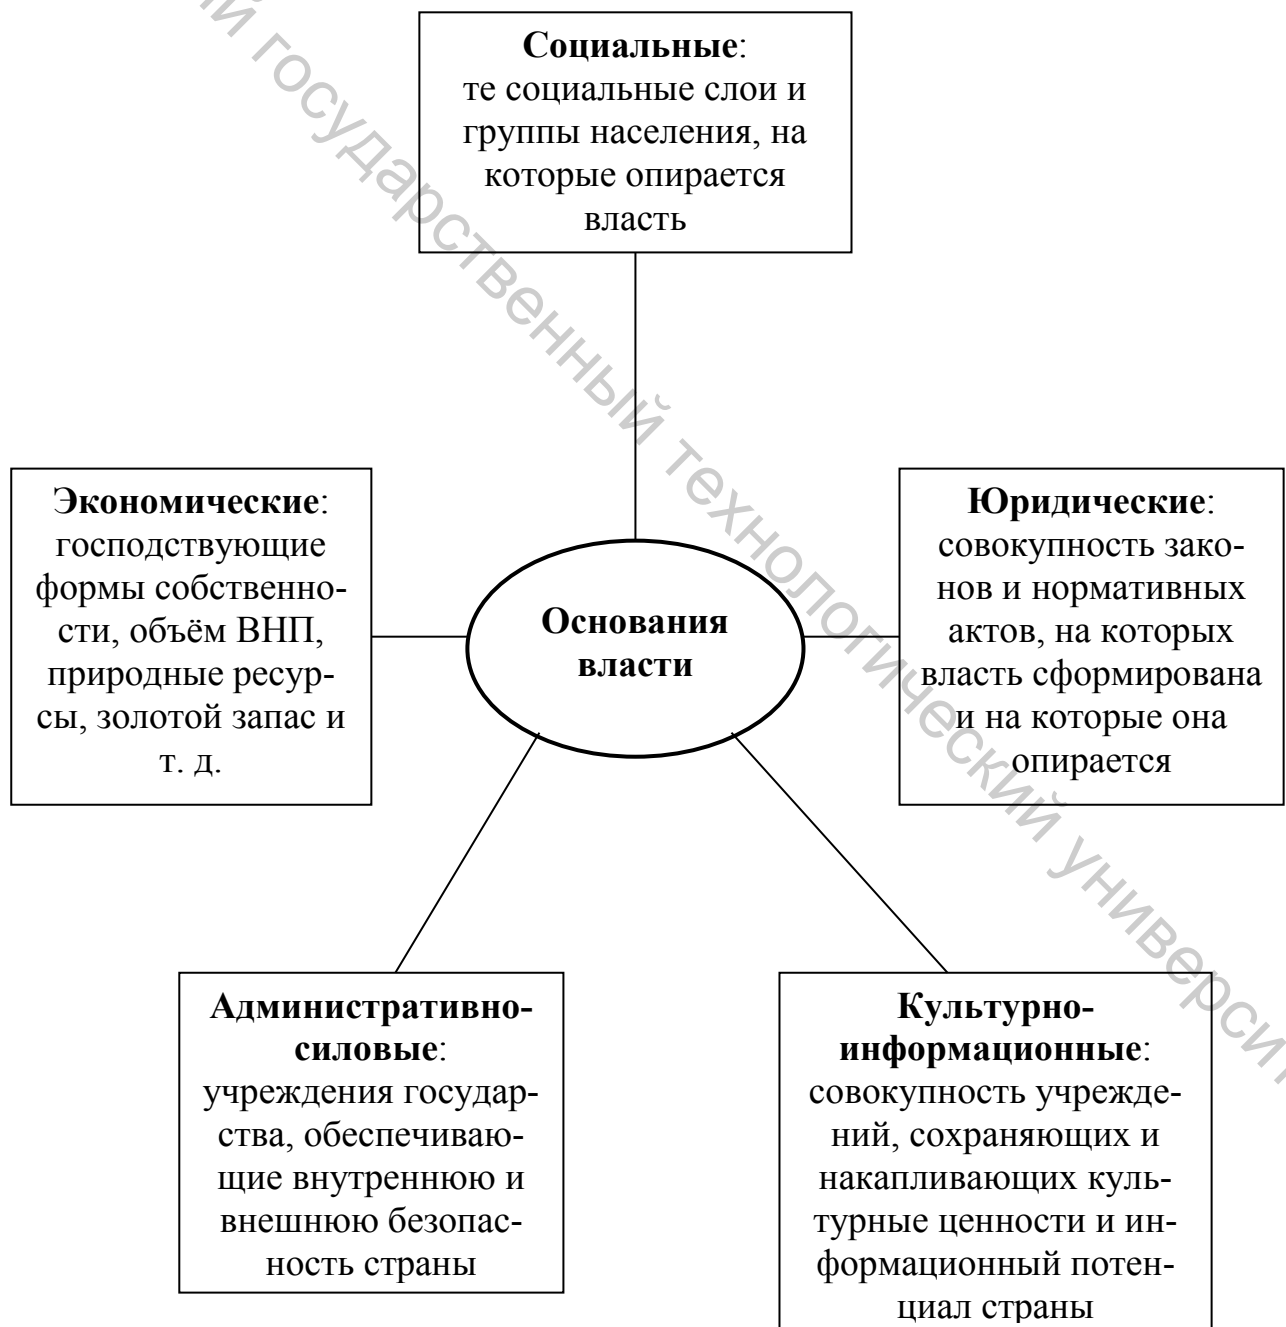 ий государственный технологический университ
Социальные:
те социальные слои и
группы населения, на
которые опирается
власть
Экономические:
господствующие
формы собственно-
сти, объём ВНП,
природные ресур-
сы, золотой запас и
т. д.
Основания
власти
Юридические:
совокупность зако-
нов и нормативных
актов, на которых
власть сформирована
и на которые она
опирается
Административно-
силовые:
учреждения государ-
ства, обеспечиваю-
щие внутреннюю и
внешнюю безопас-
ность страны
Культурно-
информационные:
совокупность учрежде-
ний, сохраняющих и
накапливающих куль-
турные ценности и ин-
формационный потен-
циал страны